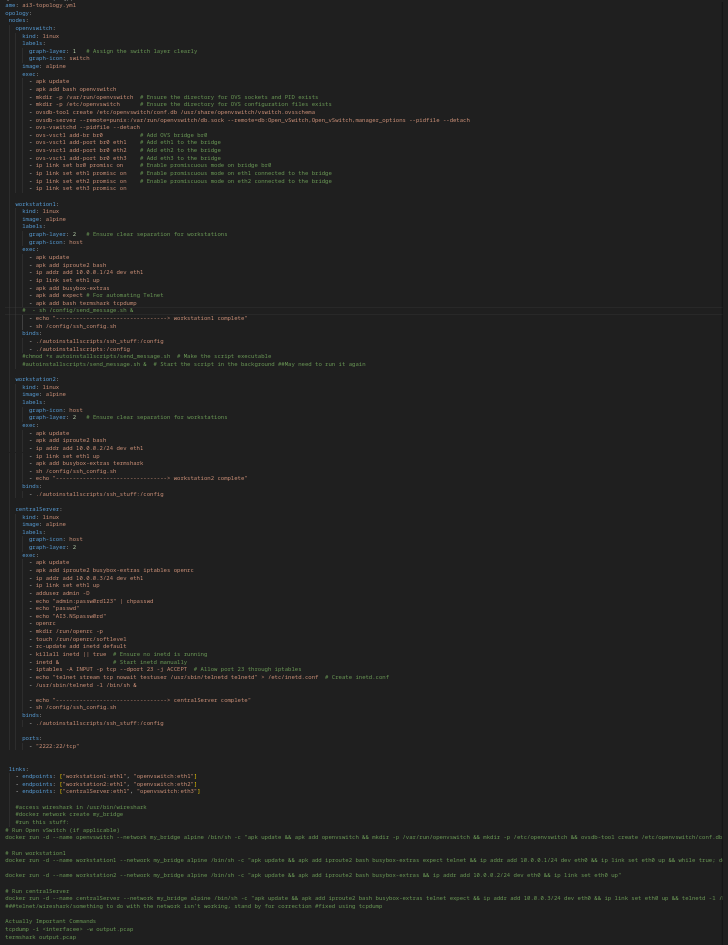 ame: ai3-topology.yml
opology:
nodes:
openvswitch:
kind: linux
labels:
graph-layer: 1 # Assign the switch layer clearly
graph-icon: switch
image: alpine
exec:
- apk update
- apk add bash openvswitch
- mkdir -p /var/run/openvswitch # Ensure the directory for OVS sockets and PID exists
- mkdir -p /etc/openvswitch # Ensure the directory for OVS configuration files exists
- ovsdb-tool create /etc/openvswitch/conf.db /usr/share/openvswitch/vswitch.ovsschema
- ovsdb-server --remote=punix:/var/run/openvswitch/db.sock --remote=db:Open_vSwitch,Open_vSwitch,manager_options --pidfile --detach
- ovs-vswitchd --pidfile --detach
- ovs-vsctl add-br br0 # Add OVS bridge br0
- ovs-vsctl add-port br0 eth1 # Add eth1 to the bridge
- ovs-vsctl add-port br0 eth2 # Add eth2 to the bridge
- ovs-vsctl add-port br0 eth3 # Add eth3 to the bridge
- ip link set br0 promisc on # Enable promiscuous mode on bridge br0
- ip link set eth1 promisc on # Enable promiscuous mode on eth1 connected to the bridge
- ip link set eth2 promisc on # Enable promiscuous mode on eth2 connected to the bridge
- ip link set eth3 promisc on
workstation1:
kind: linux
image: alpine
labels:
graph-layer: 2 # Ensure clear separation for workstations
graph-icon: host
exec:
- apk update
- apk add iproute2 bash
- ip addr add 10.0.0.1/24 dev eth1
- ip link set eth1 up
- apk add busybox-extras
- apk add expect # For automating Telnet
- apk add bash termshark tcpdump
# - sh /config/send_message.sh &
- echo "---------------------------------> workstation1 complete"
- sh /config/ssh_config.sh
binds:
- ./autoinstallscripts/ssh_stuff:/config
- ./autoinstallscripts:/config
#chmod +x autoinstallscripts/send_message.sh # Make the script executable
#autoinstallscripts/send_message.sh & # Start the script in the background ##May need to run it again
workstation2:
kind: linux
image: alpine
labels:
graph-icon: host
graph-layer: 2 # Ensure clear separation for workstations
exec:
- apk update
- apk add iproute2 bash
- ip addr add 10.0.0.2/24 dev eth1
- ip link set eth1 up
- apk add busybox-extras termshark
- sh /config/ssh_config.sh
- echo "---------------------------------> workstation2 complete"
binds:
- ./autoinstallscripts/ssh_stuff:/config
centralServer:
kind: linux
image: alpine
labels:
graph-icon: host
graph-layer: 2
exec:
- apk update
- apk add iproute2 busybox-extras iptables openrc
- ip addr add 10.0.0.3/24 dev eth1
- ip link set eth1 up
- adduser admin -D
- echo "admin:passw0rd123" | chpasswd
- echo "passwd"
- echo "AI3.NSpassw0rd"
- openrc
- mkdir /run/openrc -p
- touch /run/openrc/softlevel
- rc-update add inetd default
- killall inetd || true # Ensure no inetd is running
- inetd & # Start inetd manually
- iptables -A INPUT -p tcp --dport 23 -j ACCEPT # Allow port 23 through iptables
- echo "telnet stream tcp nowait testuser /usr/sbin/telnetd telnetd" > /etc/inetd.conf # Create inetd.conf
- /usr/sbin/telnetd -l /bin/sh &
- echo "---------------------------------> centralServer complete"
- sh /config/ssh_config.sh
binds:
- ./autoinstallscripts/ssh_stuff:/config
ports:
- "2222:22/tcp"
links:
- endpoints: ["workstation1:eth1", "openvswitch:eth1"]
- endpoints: ["workstation2:eth1", "openvswitch:eth2"]
- endpoints: ["centralServer:eth1", "openvswitch:eth3"]
#access wireshark in /usr/bin/wireshark
#docker network create my_bridge
#run this stuff:
# Run Open vSwitch (if applicable)
docker run -d --name openvswitch --network my_bridge alpine /bin/sh -c "apk update && apk add openvswitch && mkdir -p /var/run/openvswitch && mkdir -p /etc/openvswitch && ovsdb-tool create /etc/openvswitch/conf.db
# Run workstation1
docker run -d --name workstation1 --network my_bridge alpine /bin/sh -c "apk update && apk add iproute2 bash busybox-extras expect telnet && ip addr add 10.0.0.1/24 dev eth0 && ip link set eth0 up && while true; d
docker run -d --name workstation2 --network my_bridge alpine /bin/sh -c "apk update && apk add iproute2 bash busybox-extras && ip addr add 10.0.0.2/24 dev eth0 && ip link set eth0 up"
# Run centralServer
docker run -d --name centralServer --network my_bridge alpine /bin/sh -c "apk update && apk add iproute2 bash busybox-extras telnet expect && ip addr add 10.0.0.3/24 dev eth0 && ip link set eth0 up && telnetd -l /
###telnet/wireshark/something to do with the network isn't working. stand by for correction #fixed using tcpdump
Actually Important Commands
tcpdump -i <interface> -w output.pcap
termshark output.pcap